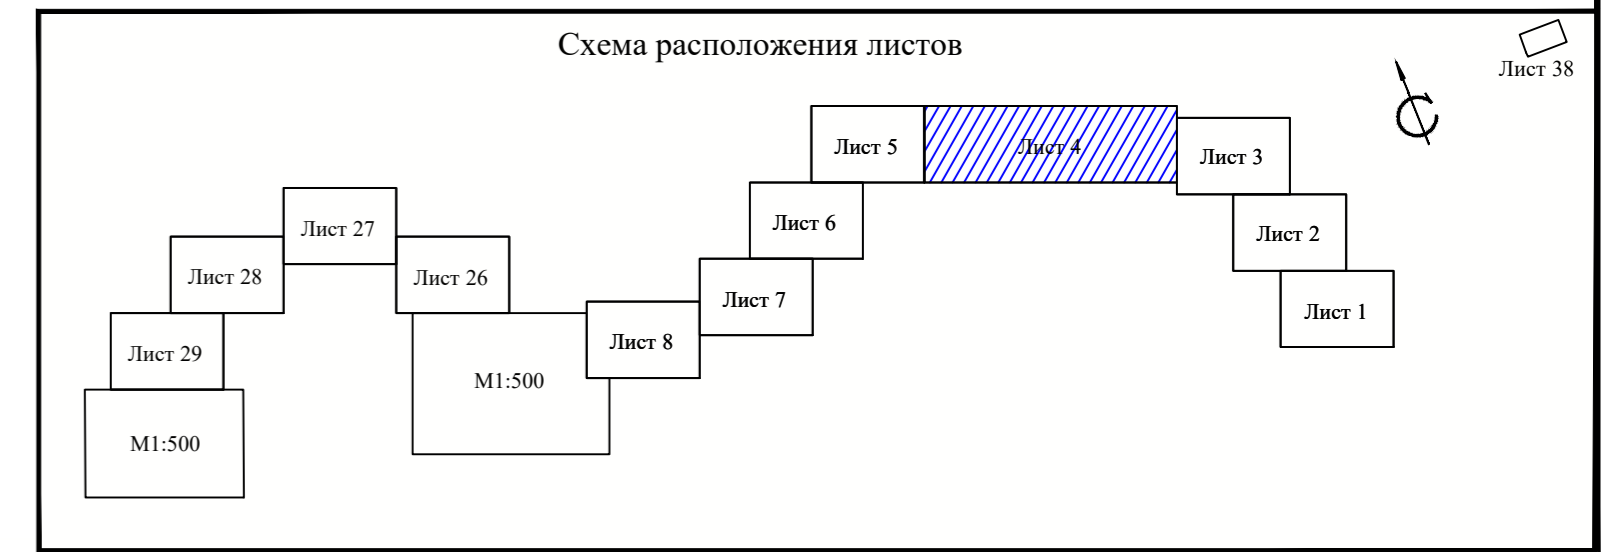 Схема расположения листов
Лист 38
Лист 5
Лист 4
Лист 3
Лист 6
Лист 2
Лист 27
Лист 28
Лист 26
Лист 7
Лист 1
Лист 29
Лист 8
М1:500
М1:500
С